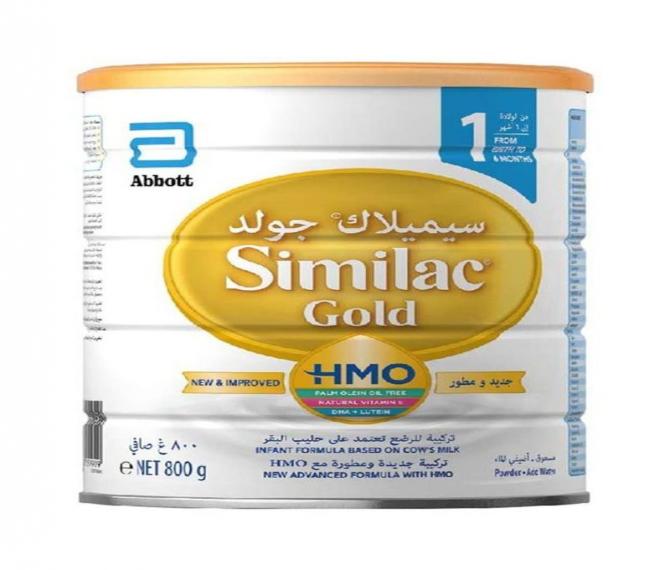 Abbott
1
من الولادة
إلى ٦ أشهر
FROM
BIRTH TO
6 MONTHS
سيميلاك© جولد
Similac®
Gold
NEW & IMPROVED
HMO
جديد و مطور
PALM OLEIN OIL FREE
NATURAL VITAMIN E
DHA + LUTEIN
٨٠٠ غ صافي
e NET 800 g
تركيبة للرضع تعتمد على حليب البقر
INFANT FORMULA BASED ON COW'S MILK
تركيبة جديدة ومطورة مع HMO
NEW ADVANCED FORMULA WITH HMO
مسحوق . أضيفي الماء
Powder • Add Water